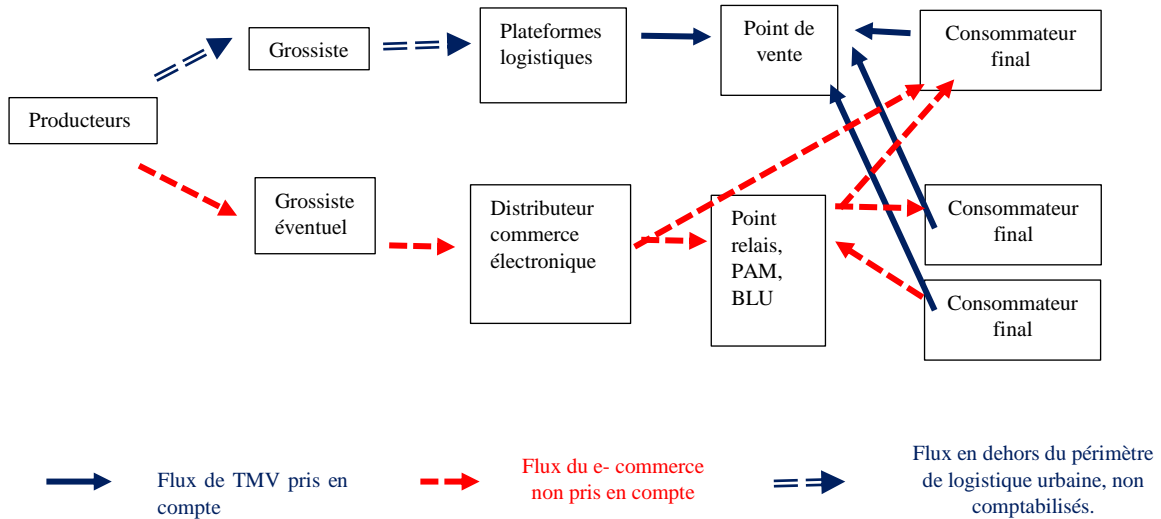 Producteurs
Grossiste
Plateformes
logistiques
Point de
vente
Consommateur
final
Grossiste
éventuel
Distributeur
commerce
électronique
Point
relais,
PAM,
BLU
Consommateur
final
Consommateur
final
Flux de TMV pris en
compte
Flux du e- commerce
non pris en compte
Flux en dehors du périmètre
de logistique urbaine, non
comptabilisés.